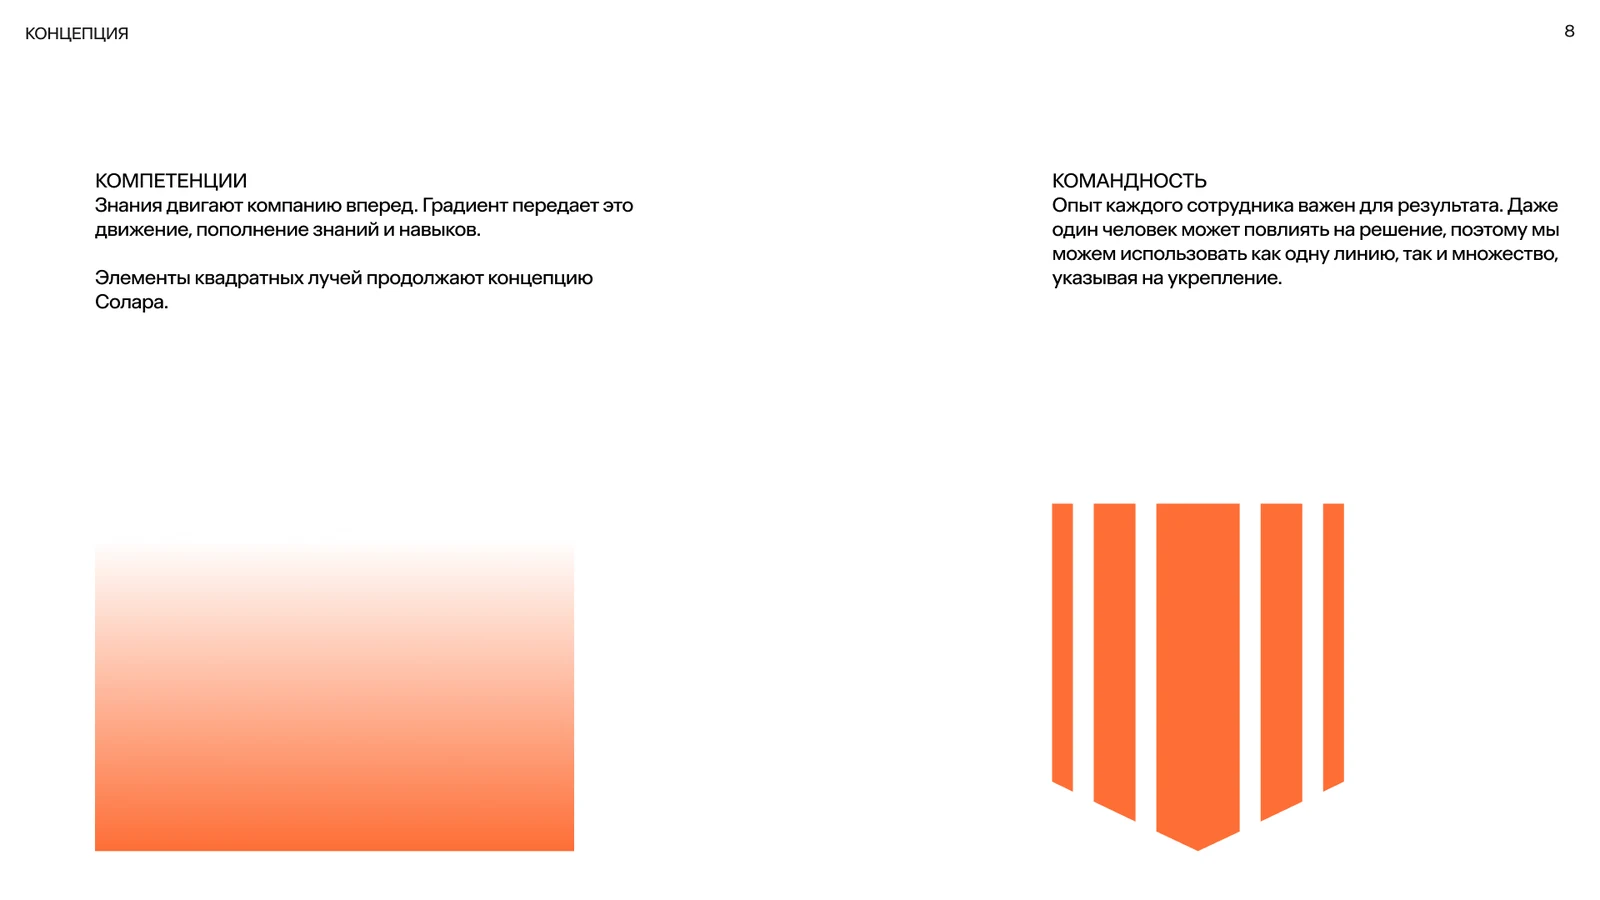 КОНЦЕПЦИЯ
8
КОМПЕТЕНЦИИ
Знания двигают компанию вперед. Градиент передает это
движение, пополнение знаний и навыков.
Элементы квадратных лучей продолжают концепцию
Солара.
КОМАНДНОСТЬ
Опыт каждого сотрудника важен для результата. Даже
один человек может повлиять на решение, поэтому мы
можем использовать как одну линию, так и множество,
указывая на укрепление.